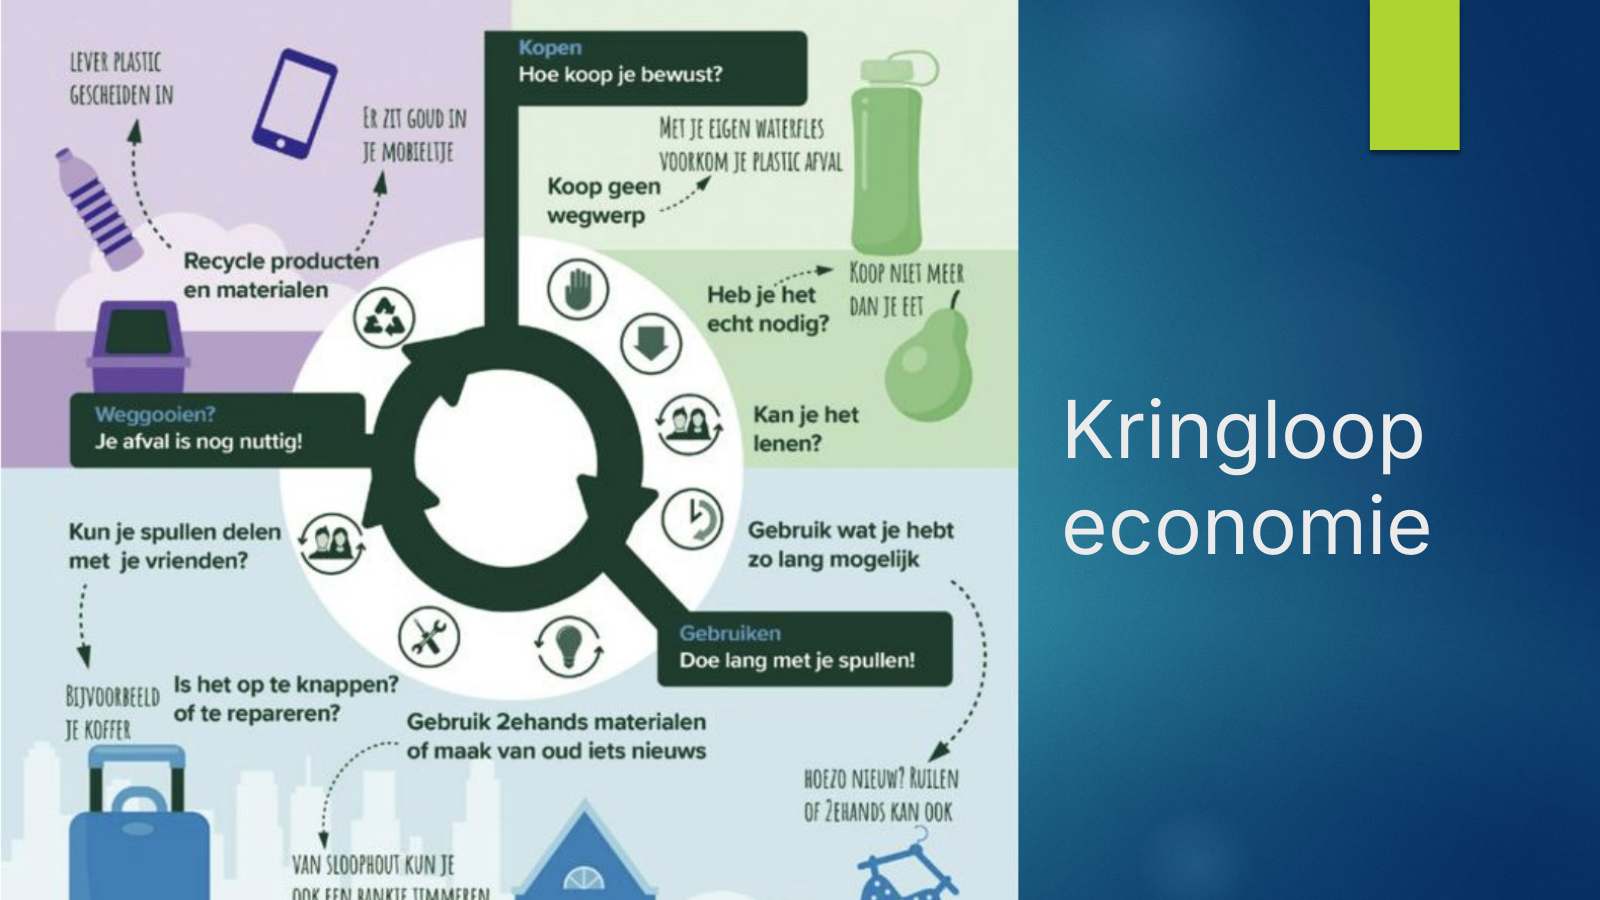 LEVER PLASTIC
GESCHEIDEN IN
ER ZIT GOUD IN
JE MOBIELTJE
Recycle producten
en materialen
Kopen
Hoe koop je bewust?
MET JE EIGEN WATERFLES
VOORKOM JE PLASTIC AFVAL
Koop geen
wegwerp
Heb je het
echt nodig?
KOOP NIET MEER
DAN JE EET
Kan je het
lenen?
Weggooien?
Je afval is nog nuttig!
Kun je spullen delen
met je vrienden?
BIJVOORBEELD
JE KOFFER
Is het op te knappen?
of te repareren?
Gebruik 2ehands materialen
of maak van oud iets nieuws
VAN SLOOPHOUT KUN JE
OOK EEN BANKJE TIMMEREN
Gebruik wat je hebt
zo lang mogelijk
Gebruiken
Doe lang met je spullen!
HOEZO NIEUW? RUILEN
OF 2EHANDS KAN OOK
Kringloop
economie